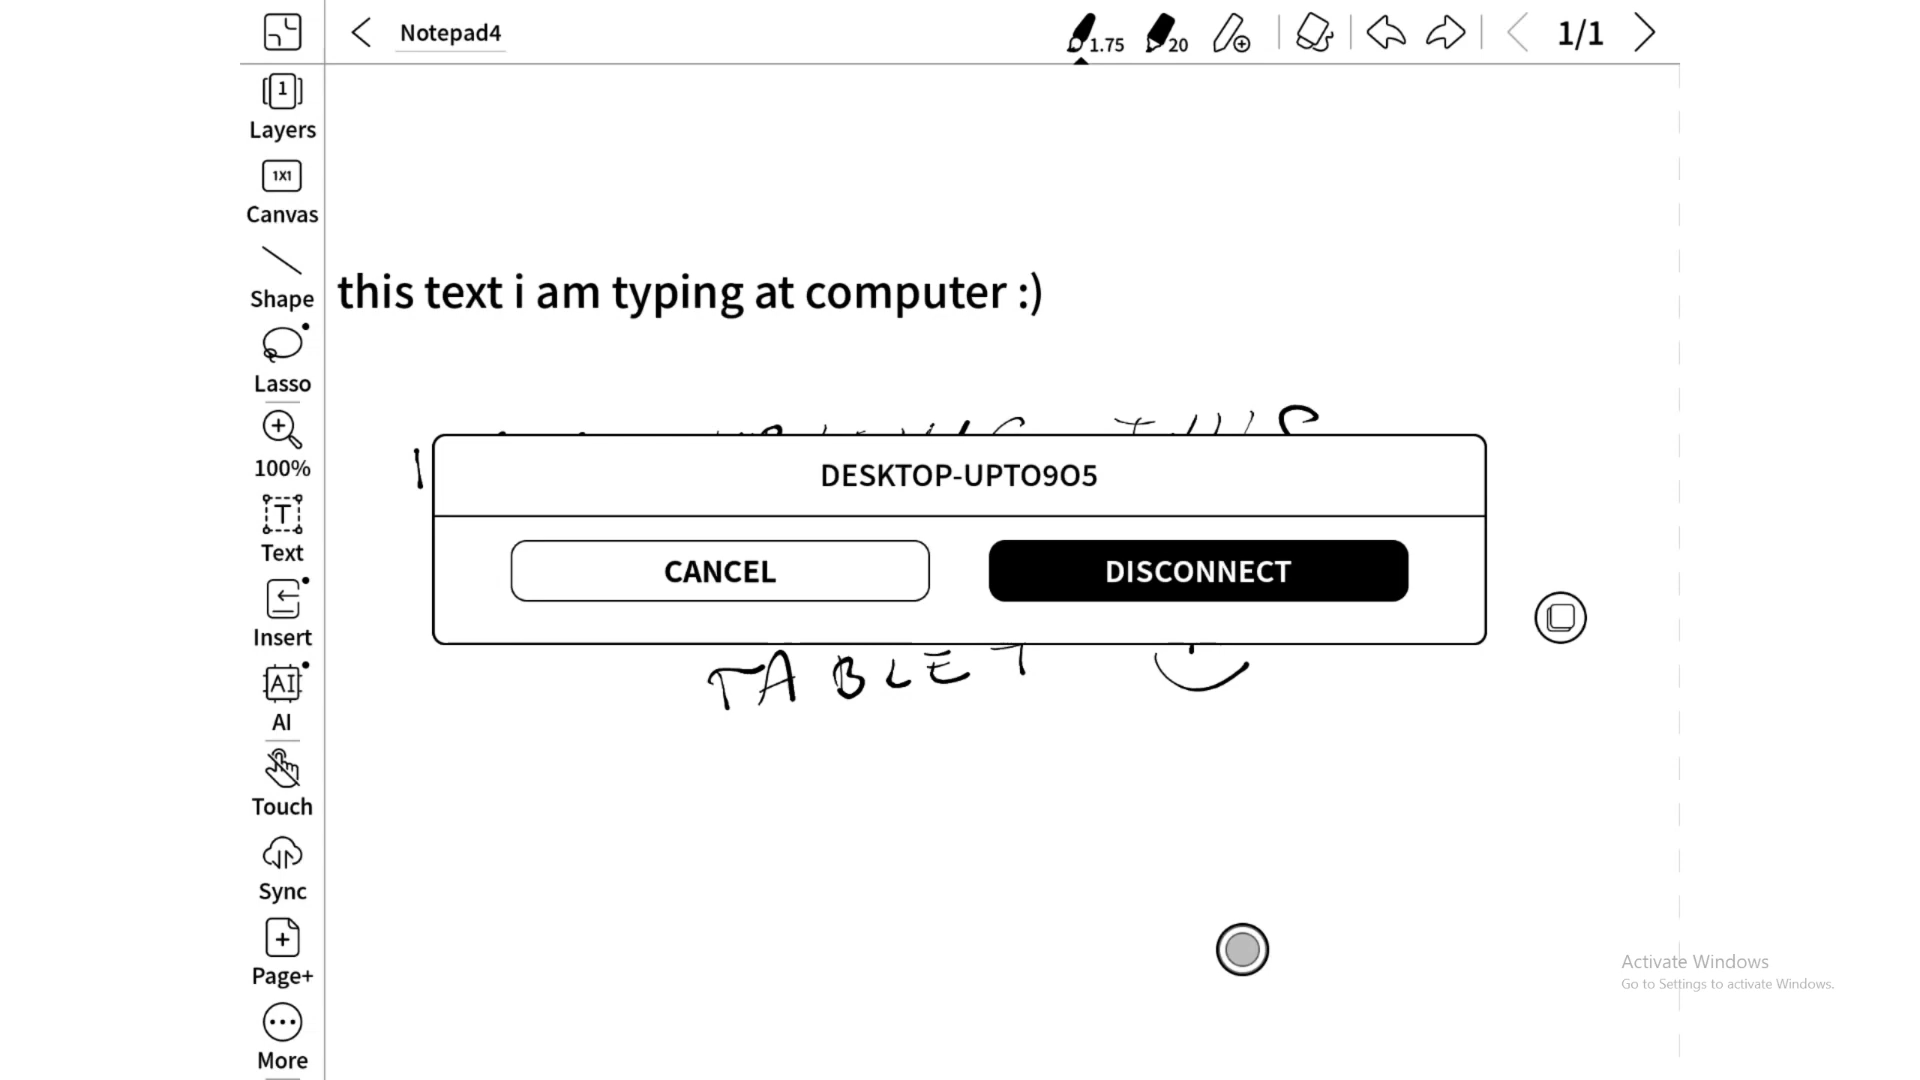 Notepad4
1.75
20
1/1
1
Layers
1X1
Canvas
Shape
this text i am typing at computer :)
Lasso
100%
DESKTOP-UPTO9O5
T
Text
CANCEL
DISCONNECT
Insert
TABLET
AI
AI
Touch
Sync
Page+
More
Activate Windows
Go to Settings to activate Windows.